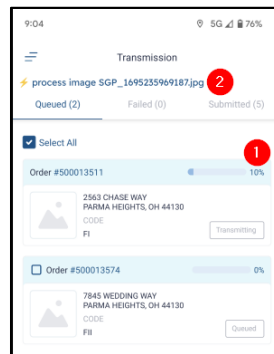 9:04
5G 76%
Transmission
process image SGP_1695235969187.jpg 2
Queued (2) Failed (0) Submitted (5)
Select All
1
Order #500013511 10%
2563 CHASE WAY
PARMA HEIGHTS, OH 44130
CODE
FI
Transmitting
Order #500013574 0%
7845 WEDDING WAY
PARMA HEIGHTS, OH 44130
CODE
FII
Queued